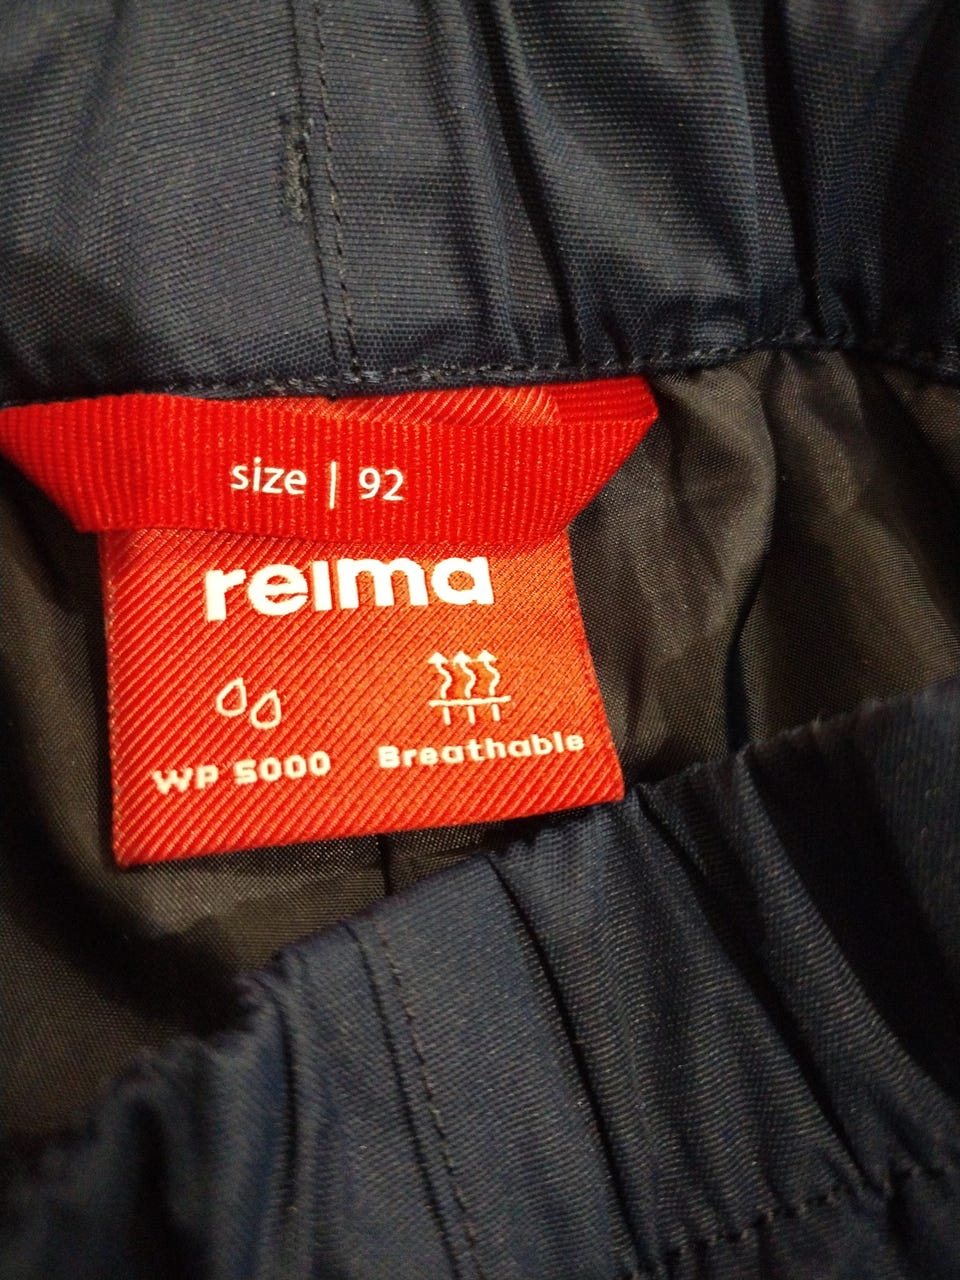 size | 92
reima
WP 5000
Breathable